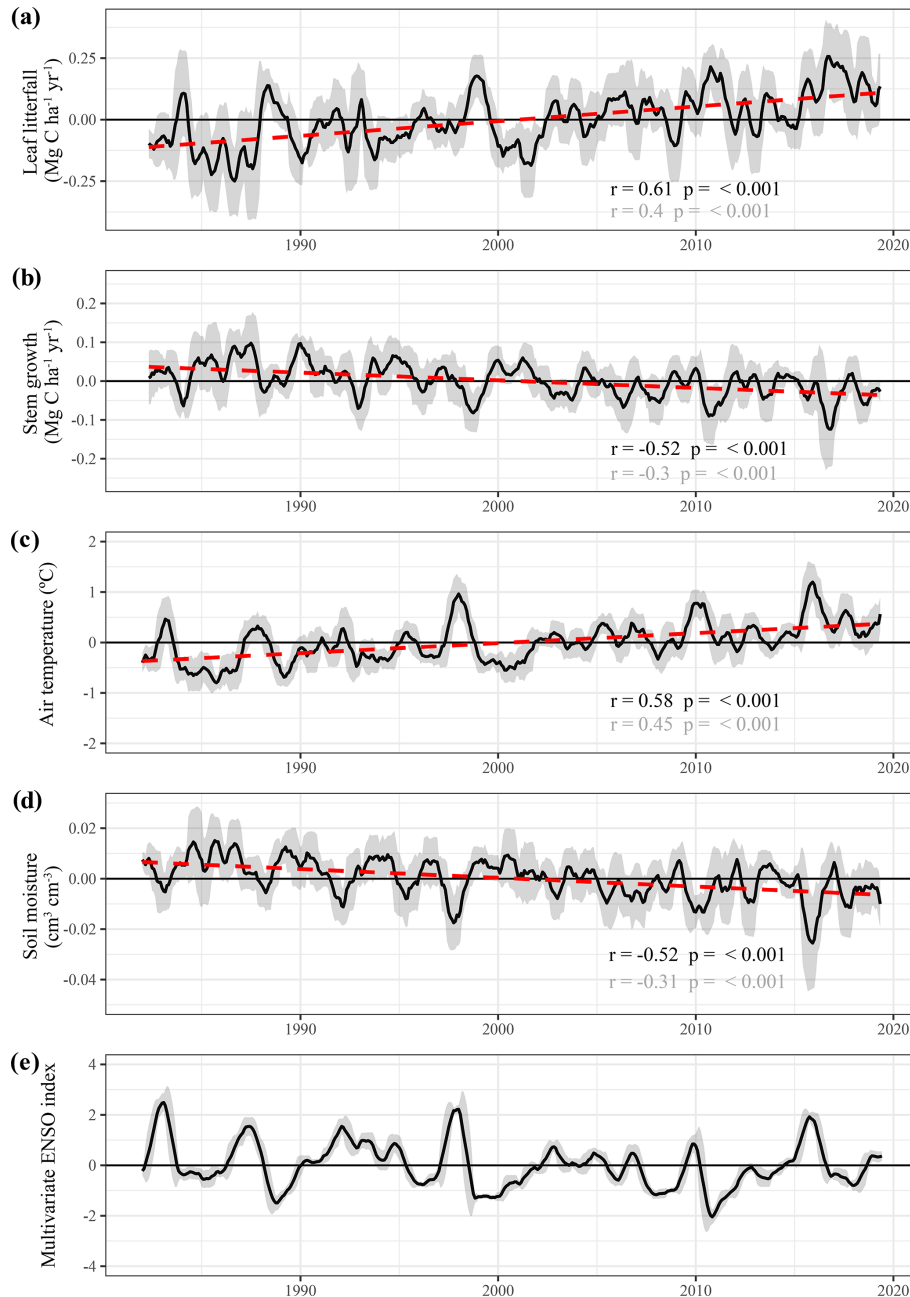 (a)
Leaf litterfall
(Mg C ha⁻¹ yr⁻¹)
0.25
0.00
-0.25
r = 0.61 p = < 0.001
r = 0.4 p = < 0.001
1990 2000 2010 2020
(b)
Stem growth
(Mg C ha⁻¹ yr⁻¹)
0.2
0.1
0.0
-0.1
-0.2
r = -0.52 p = < 0.001
r = -0.3 p = < 0.001
1990 2000 2010 2020
(c)
Air temperature (ºC)
2
1
0
-1
-2
r = 0.58 p = < 0.001
r = 0.45 p = < 0.001
1990 2000 2010 2020
(d)
Soil moisture
(cm³ cm⁻³)
0.02
0.00
-0.02
-0.04
r = -0.52 p = < 0.001
r = -0.31 p = < 0.001
1990 2000 2010 2020
(e)
Multivariate ENSO index
4
2
0
-2
-4
1990 2000 2010 2020